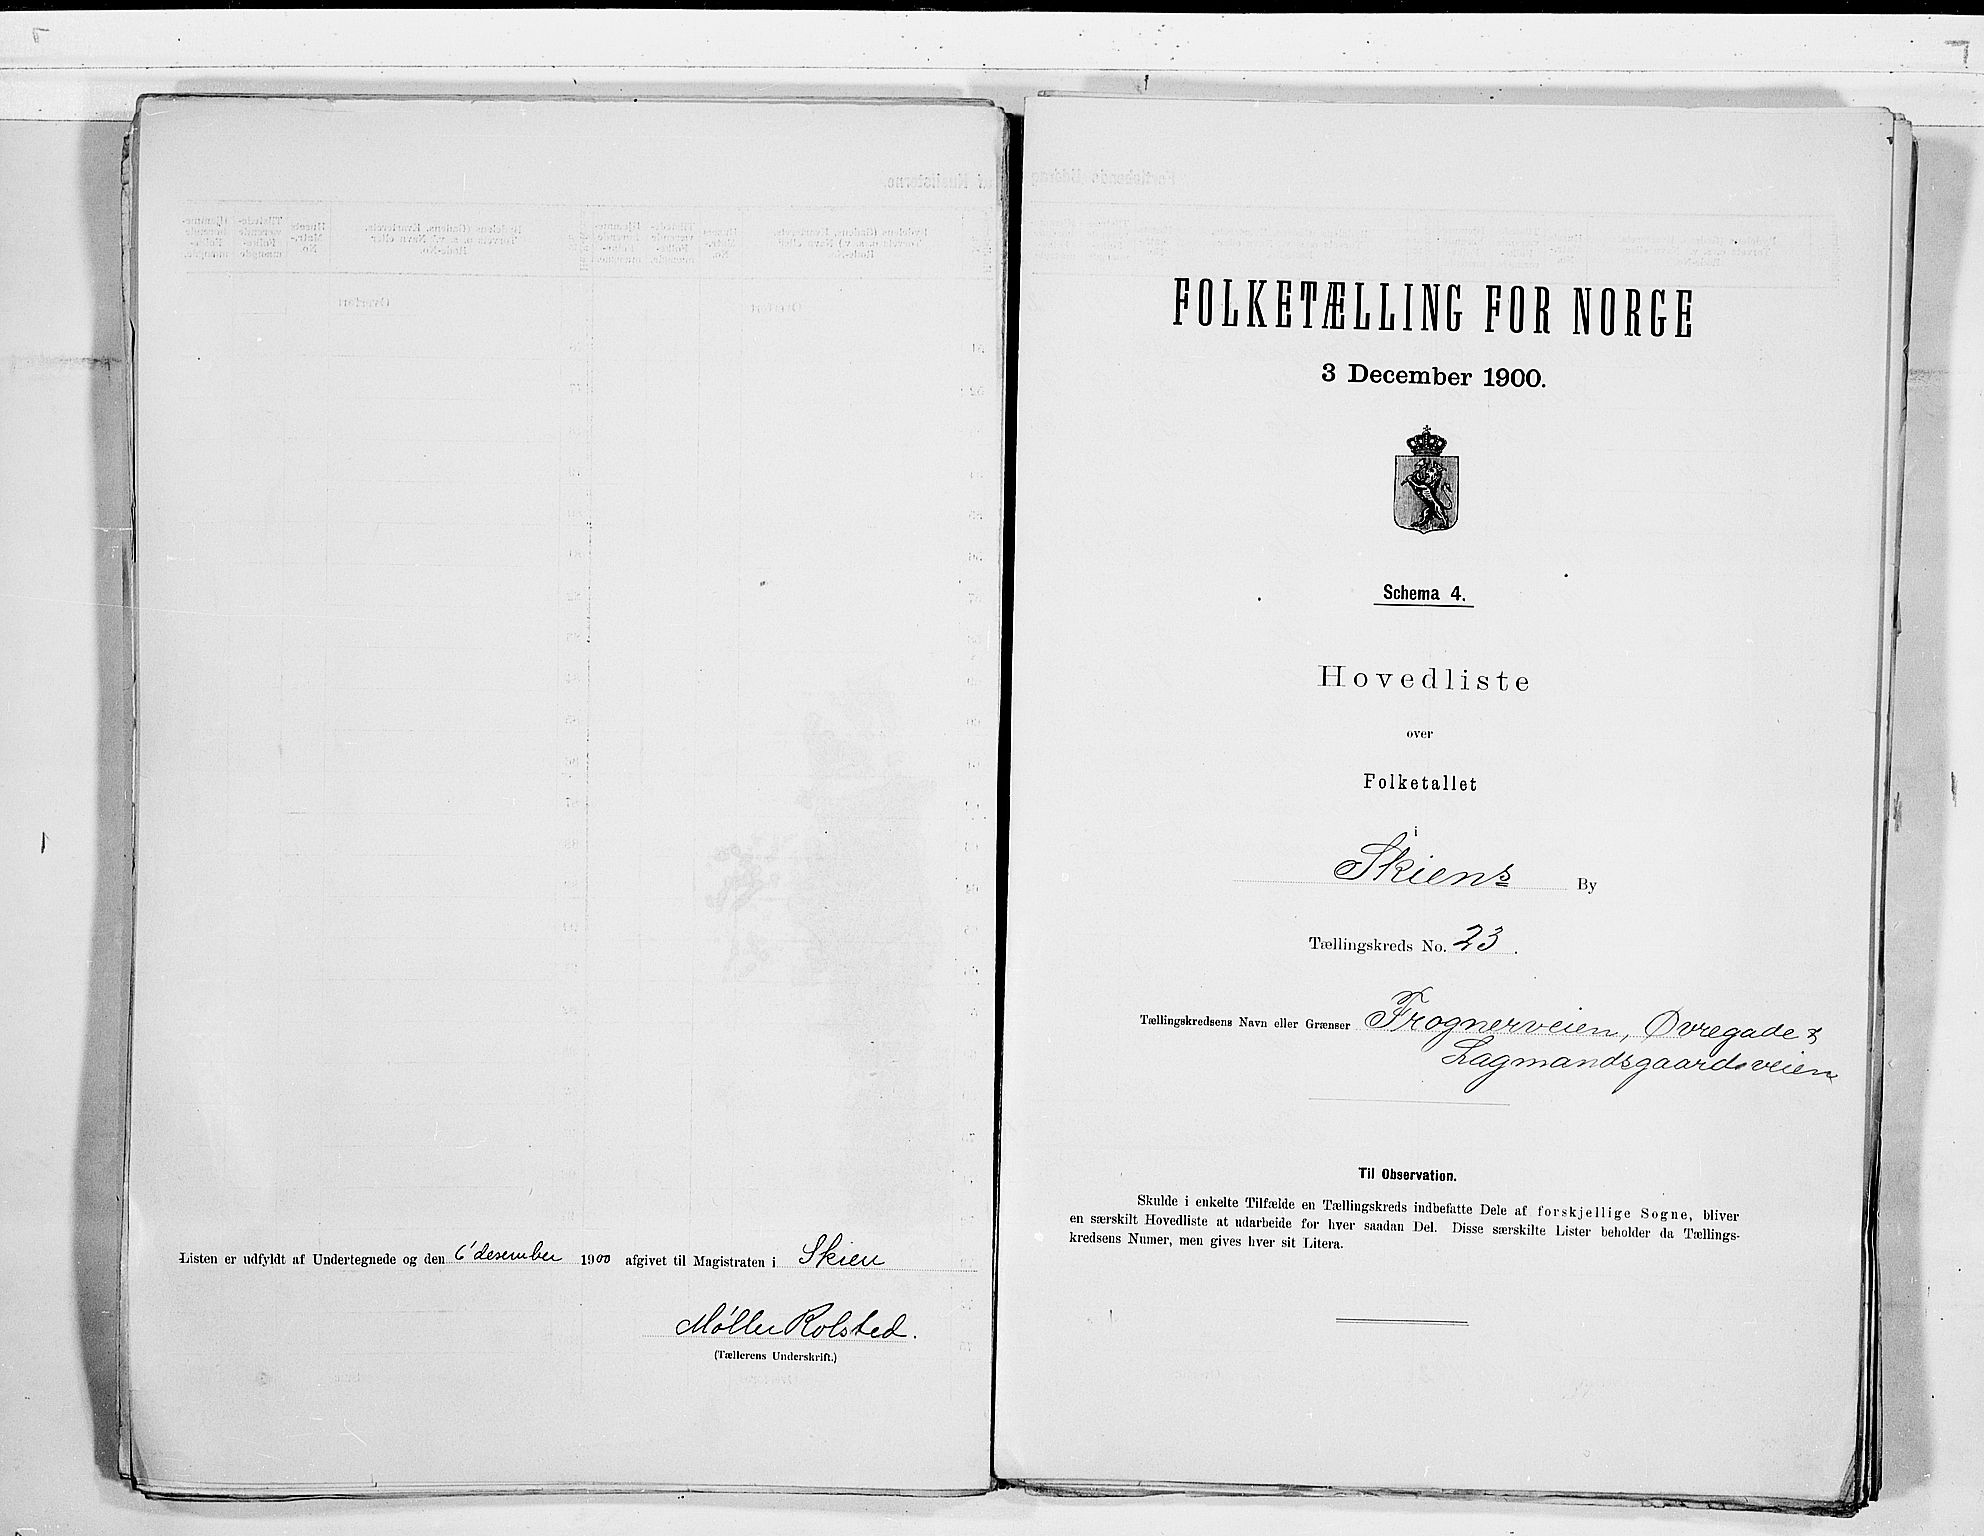 Listen er udfyldt af Undertegnede og den 6' desember 1900 afgivet til Magistraten i Skien
Møller Rolsted.
(Tællerens Underskrift.)
FOLKETÆLLING FOR NORGE
3 December 1900.
Schema 4.
Hovedliste
over
Folketallet
i
Skiens By
Tællingskreds No. 23.
Tællingskredsens Navn eller Grænser Frognerveien, Øvregade &
Lagmandsgaardsveien
Til Observation.
Skulde i enkelte Tilfælde en Tællingskreds indbefatte Dele af forskjellige Sogne, bliver
en særskilt Hovedliste at udarbeide for hver saadan Del. Disse særskilte Lister beholder da Tællings-
kredsens Numer, men gives hver sit Litera.